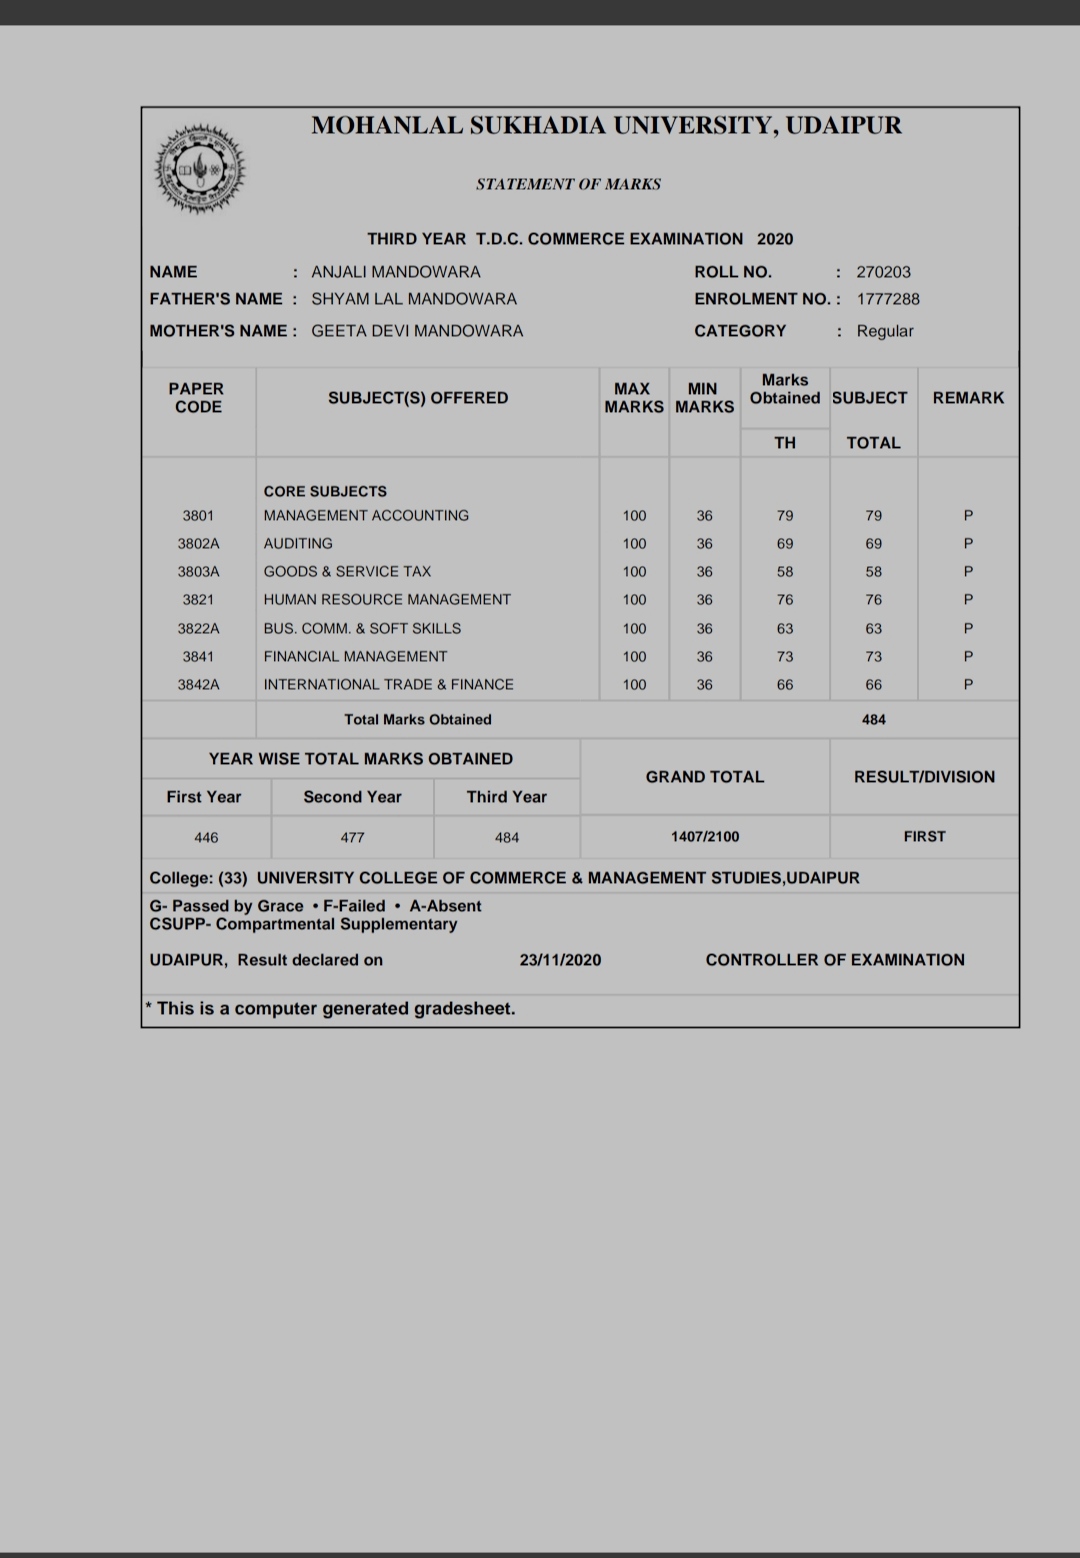 MOHANLAL SUKHADIA UNIVERSITY, UDAIPUR
STATEMENT OF MARKS
THIRD YEAR T.D.C. COMMERCE EXAMINATION 2020
NAME : ANJALI MANDOWARA ROLL NO. : 270203
FATHER'S NAME : SHYAM LAL MANDOWARA ENROLMENT NO. : 1777288
MOTHER'S NAME : GEETA DEVI MANDOWARA CATEGORY : Regular
PAPER CODE SUBJECT(S) OFFERED MAX MARKS MIN MARKS Marks Obtained SUBJECT REMARK
TH TOTAL
CORE SUBJECTS
3801 MANAGEMENT ACCOUNTING 100 36 79 79 P
3802A AUDITING 100 36 69 69 P
3803A GOODS & SERVICE TAX 100 36 58 58 P
3821 HUMAN RESOURCE MANAGEMENT 100 36 76 76 P
3822A BUS. COMM. & SOFT SKILLS 100 36 63 63 P
3841 FINANCIAL MANAGEMENT 100 36 73 73 P
3842A INTERNATIONAL TRADE & FINANCE 100 36 66 66 P
Total Marks Obtained 484
YEAR WISE TOTAL MARKS OBTAINED GRAND TOTAL RESULT/DIVISION
First Year Second Year Third Year
446 477 484 1407/2100 FIRST
College: (33) UNIVERSITY COLLEGE OF COMMERCE & MANAGEMENT STUDIES,UDAIPUR
G- Passed by Grace • F-Failed • A-Absent
CSUPP- Compartmental Supplementary
UDAIPUR, Result declared on 23/11/2020 CONTROLLER OF EXAMINATION
* This is a computer generated gradesheet.